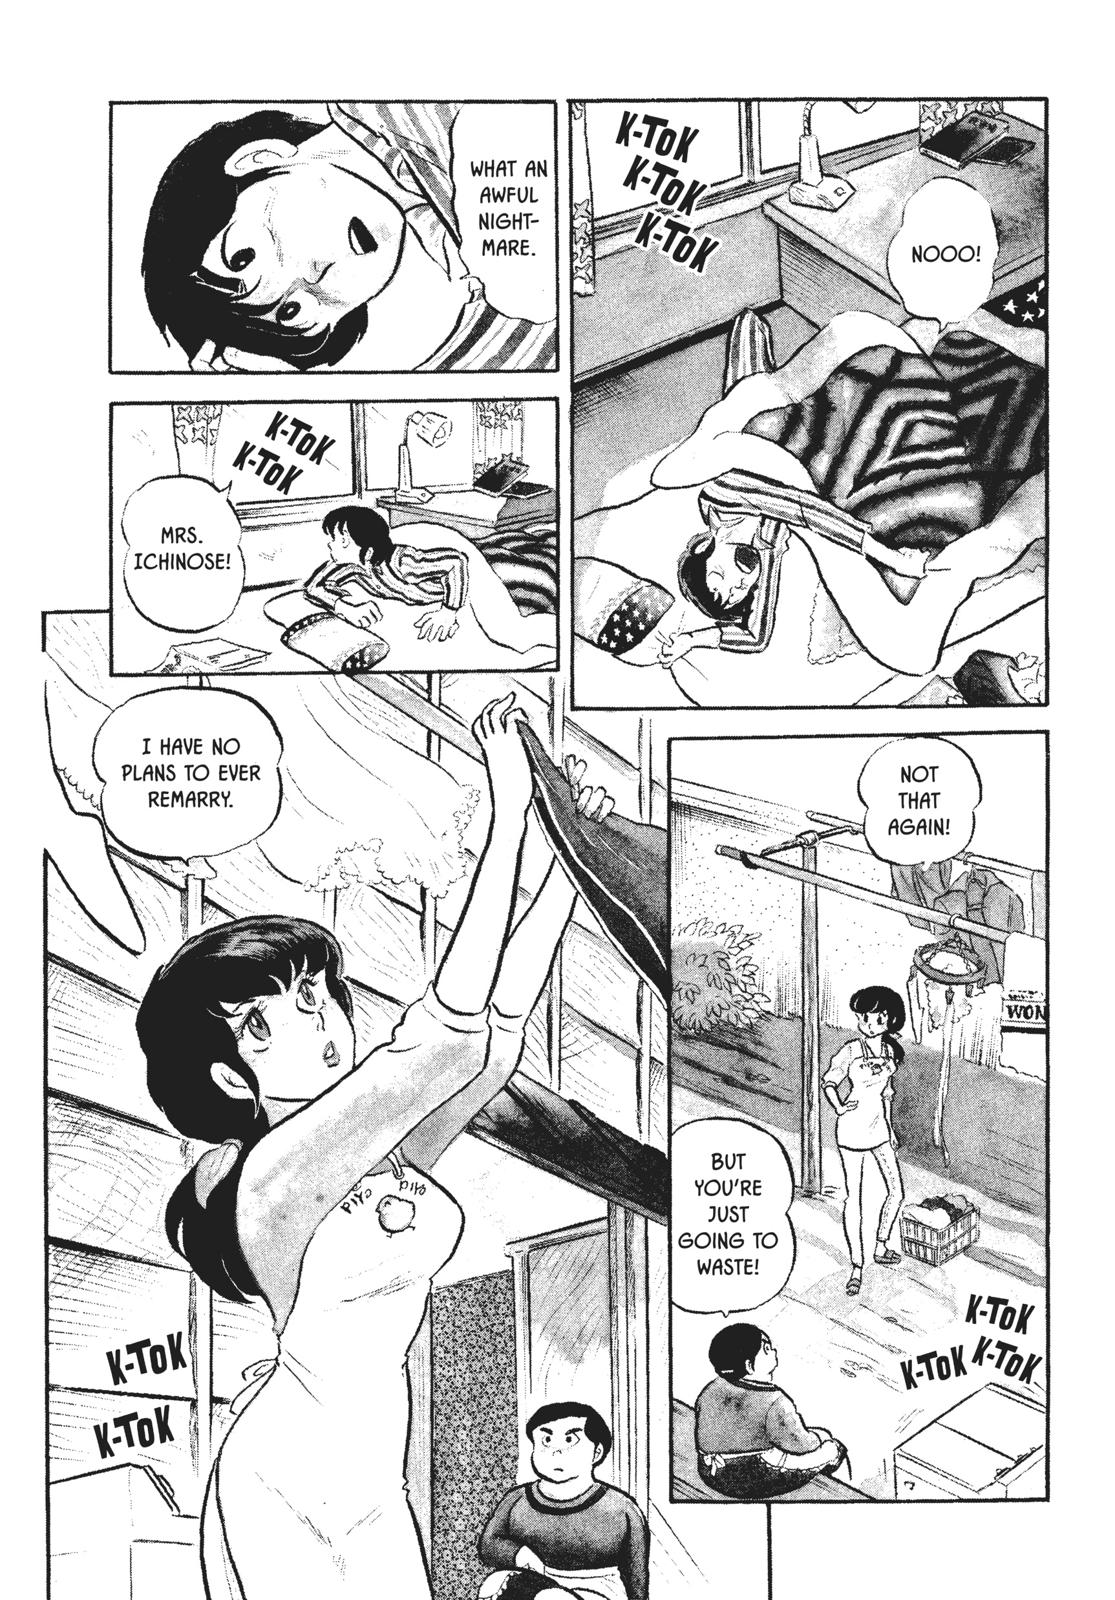 K-TOK
K-TOK
K-TOK
NOOO!
WHAT AN
AWFUL
NIGHT-
MARE.
K-TOK
K-TOK
MRS.
ICHINOSE!
NOT
THAT
AGAIN!
WON
BUT
YOU'RE
JUST
GOING TO
WASTE!
K-TOK
K-TOK K-TOK
I HAVE NO
PLANS TO EVER
REMARRY.
PIYO PIYO
K-TOK
K-TOK